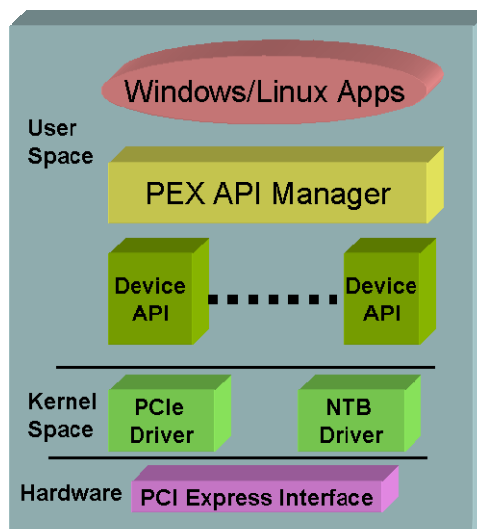 Windows/Linux Apps
User
Space
PEX API Manager
Device
API
Device
API
Kernel
Space
PCIe
Driver
NTB
Driver
Hardware
PCI Express Interface